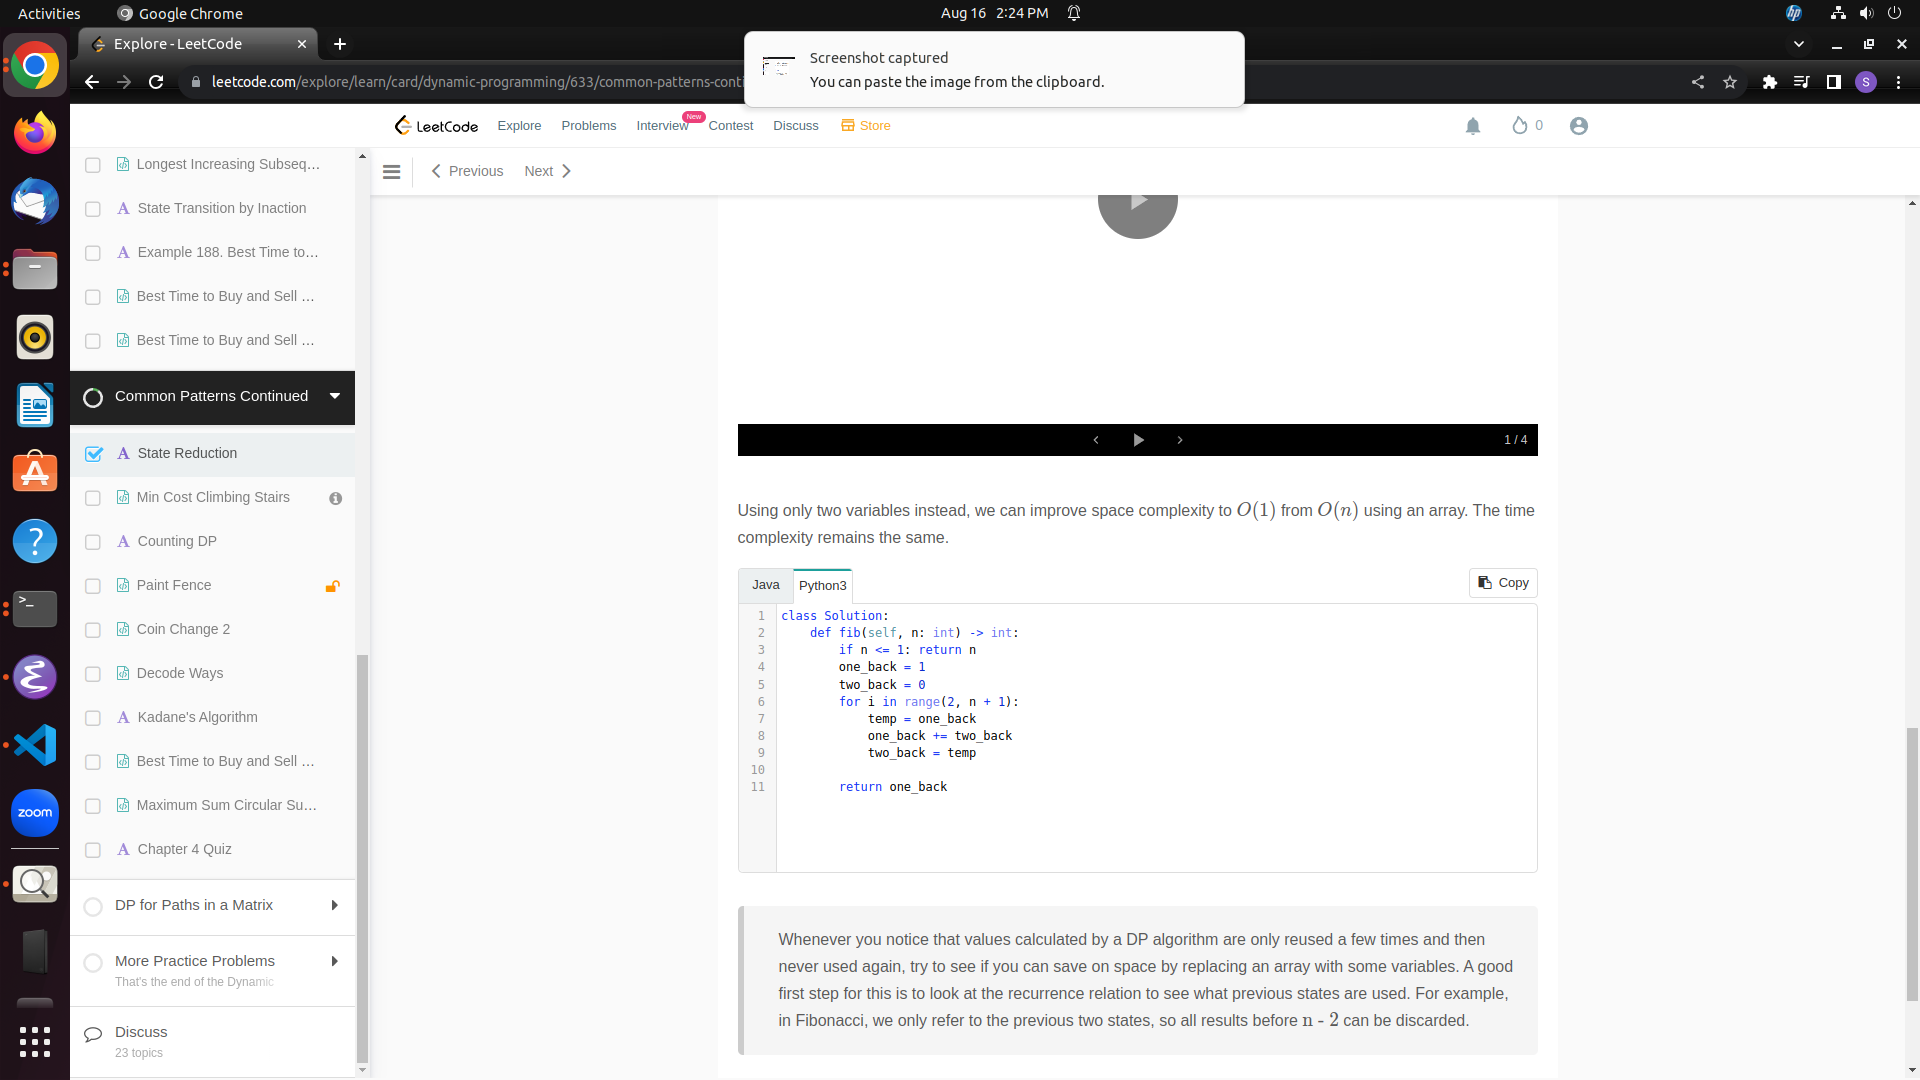 Activities
Google Chrome
Aug 16 2:24 PM
Explore - LeetCode
leetcode.com/explore/learn/card/dynamic-programming/633/common-patterns-conti
Screenshot captured
You can paste the image from the clipboard.
LeetCode
Explore
Problems
Interview
New
Contest
Discuss
Store
0
S
Previous
Next
Longest Increasing Subseq...
State Transition by Inaction
Example 188. Best Time to...
Best Time to Buy and Sell ...
Best Time to Buy and Sell ...
Common Patterns Continued
State Reduction
Min Cost Climbing Stairs
Counting DP
Paint Fence
Coin Change 2
Decode Ways
Kadane's Algorithm
Best Time to Buy and Sell ...
Maximum Sum Circular Su...
Chapter 4 Quiz
DP for Paths in a Matrix
More Practice Problems
That's the end of the Dynamic
Discuss
23 topics
zoom
1 / 4
Using only two variables instead, we can improve space complexity to O(1) from O(n) using an array. The time
complexity remains the same.
Java
Python3
Copy
1 class Solution:
2     def fib(self, n: int) -> int:
3         if n <= 1: return n
4         one_back = 1
5         two_back = 0
6         for i in range(2, n + 1):
7             temp = one_back
8             one_back += two_back
9             two_back = temp
10
11         return one_back
Whenever you notice that values calculated by a DP algorithm are only reused a few times and then
never used again, try to see if you can save on space by replacing an array with some variables. A good
first step for this is to look at the recurrence relation to see what previous states are used. For example,
in Fibonacci, we only refer to the previous two states, so all results before n - 2 can be discarded.